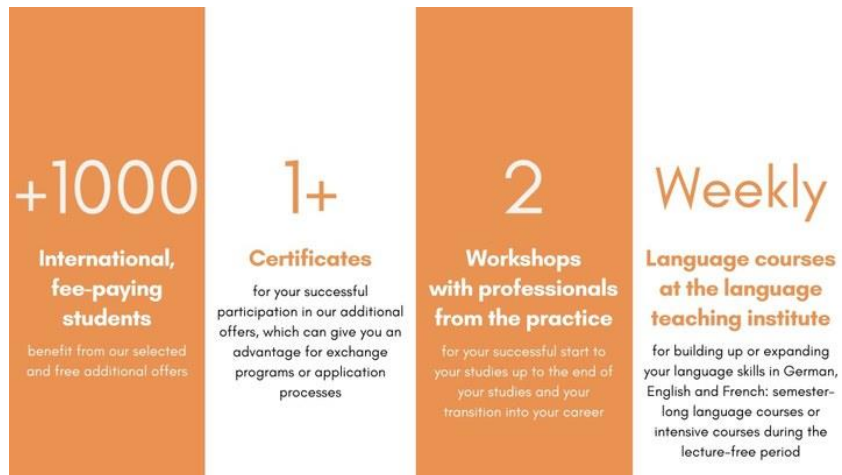 +1000
International,
fee-paying
students
benefit from our selected
and free additional offers
1+
Certificates
for your successful
participation in our additional
offers, which can give you an
advantage for exchange
programs or application
processes
2
Workshops
with professionals
from the practice
for your successful start to
your studies up to the end of
your studies and your
transition into your career
Weekly
Language courses
at the language
teaching institute
for building up or expanding
your language skills in German,
English and French: semester-
long language courses or
intensive courses during the
lecture-free period